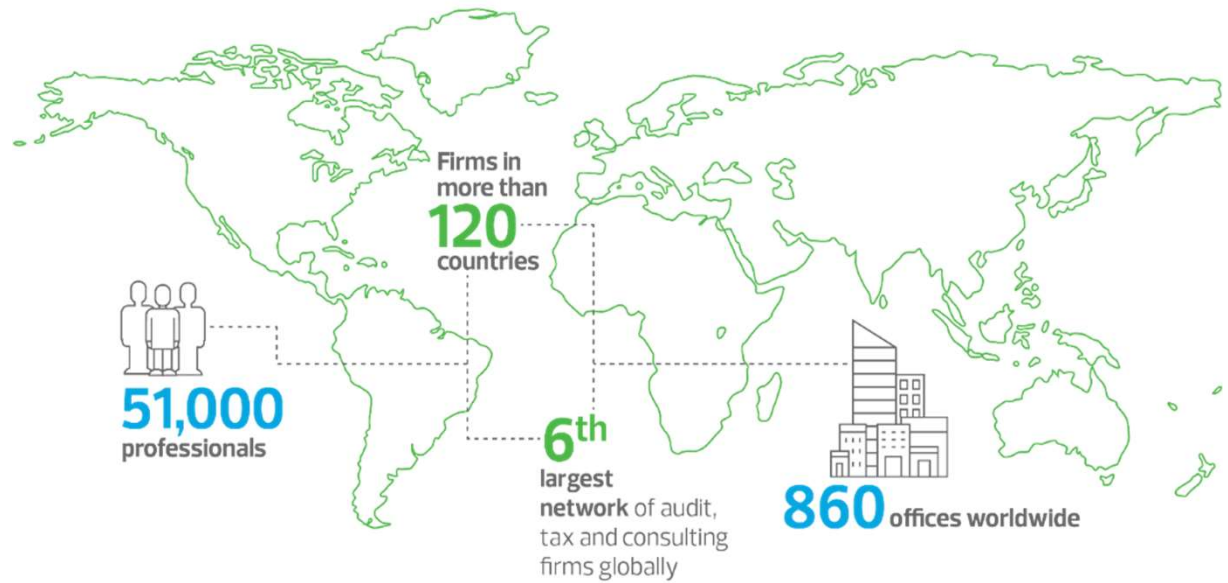 Firms in
more than
120
countries
51,000
professionals
6th
largest
network of audit,
tax and consulting
firms globally
860 offices worldwide